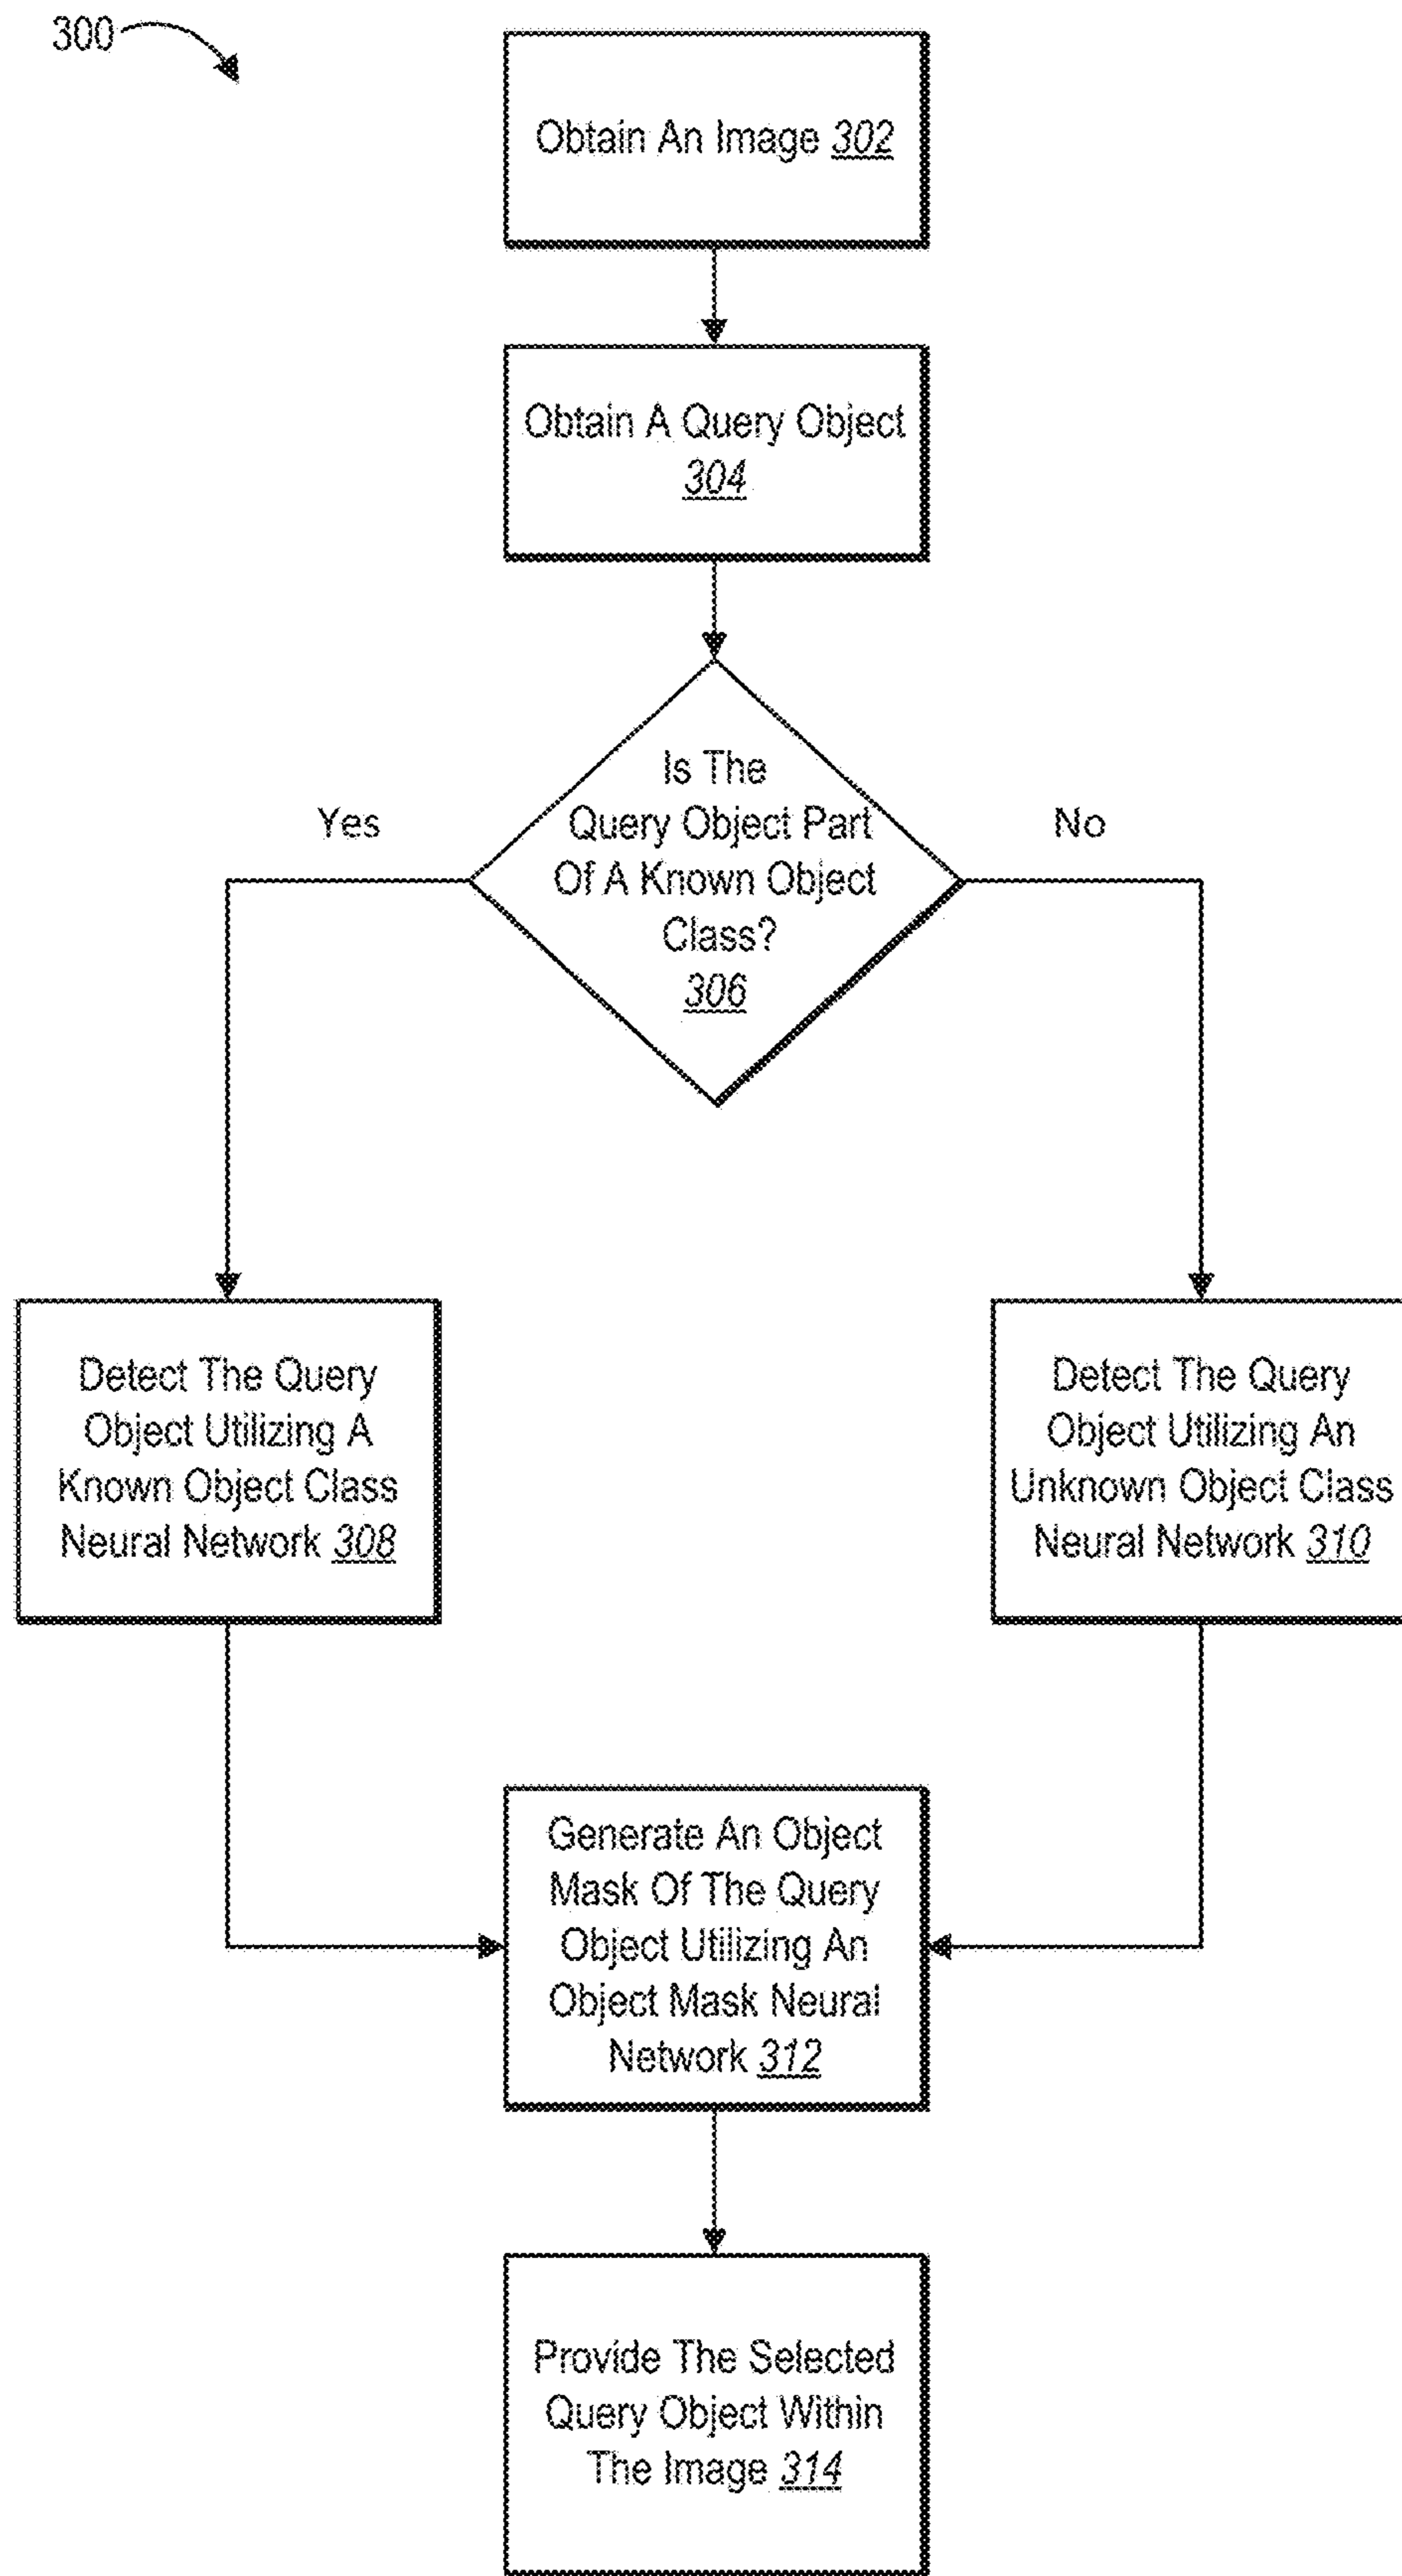 300
Obtain An Image 302
Obtain A Query Object
304
Is The
Query Object Part
Of A Known Object
Class?
306
Yes
No
Detect The Query
Object Utilizing A
Known Object Class
Neural Network 308
Detect The Query
Object Utilizing An
Unknown Object Class
Neural Network 310
Generate An Object
Mask Of The Query
Object Utilizing An
Object Mask Neural
Network 312
Provide The Selected
Query Object Within
The Image 314